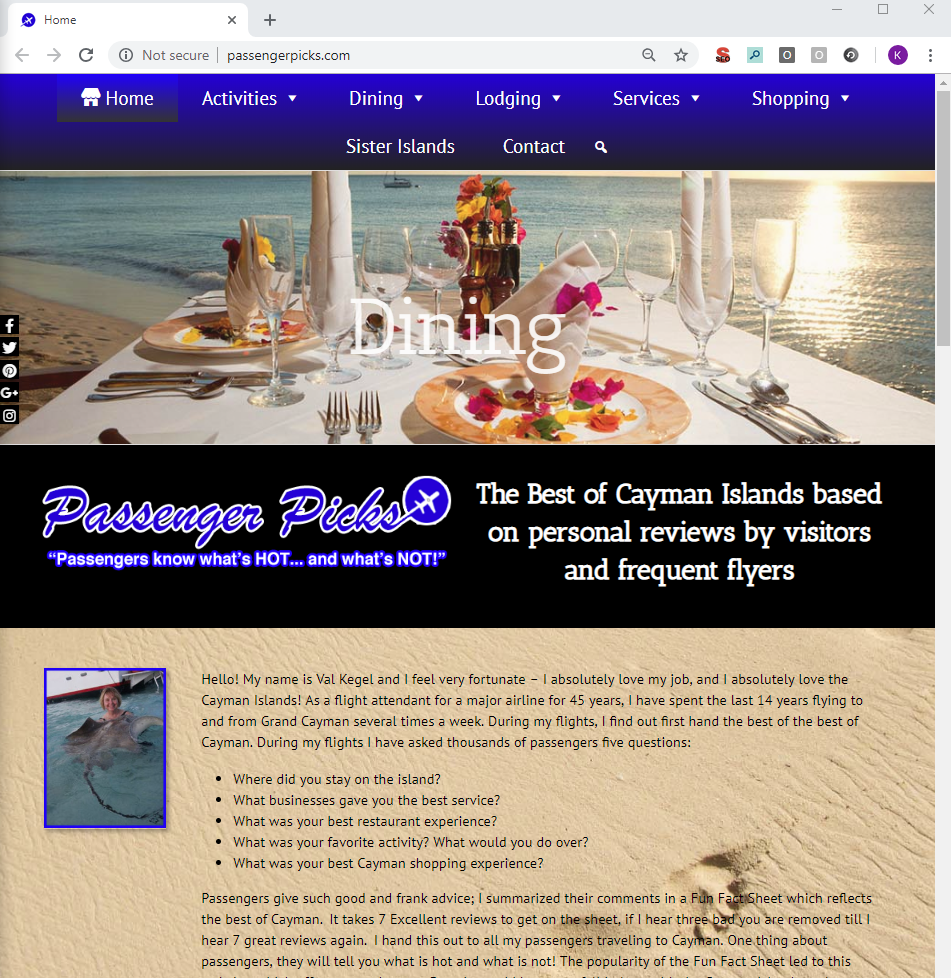 Home
Not secure passengerpicks.com
K
Home Activities Dining Lodging Services Shopping
Sister Islands Contact
Dining
Passenger Picks
“Passengers know what’s HOT... and what’s NOT!”
The Best of Cayman Islands based
on personal reviews by visitors
and frequent flyers
Hello! My name is Val Kegel and I feel very fortunate – I absolutely love my job, and I absolutely love the
Cayman Islands! As a flight attendant for a major airline for 45 years, I have spent the last 14 years flying to
and from Grand Cayman several times a week. During my flights, I find out first hand the best of the best of
Cayman. During my flights I have asked thousands of passengers five questions:
Where did you stay on the island?
What businesses gave you the best service?
What was your best restaurant experience?
What was your favorite activity? What would you do over?
What was your best Cayman shopping experience?
Passengers give such good and frank advice; I summarized their comments in a Fun Fact Sheet which reflects
the best of Cayman. It takes 7 Excellent reviews to get on the sheet, if I hear three bad you are removed till I
hear 7 great reviews again. I hand this out to all my passengers traveling to Cayman. One thing about
passengers, they will tell you what is hot and what is not! The popularity of the Fun Fact Sheet led to this